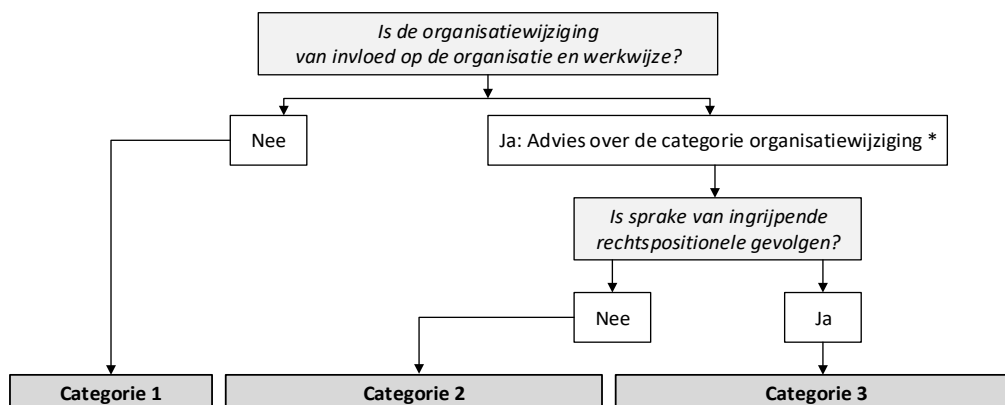 Is de organisatiewijziging
van invloed op de organisatie en werkwijze?
Nee
Ja: Advies over de categorie organisatiewijziging *
Is sprake van ingrijpende
rechtspositionele gevolgen?
Nee
Ja
Categorie 1
Categorie 2
Categorie 3